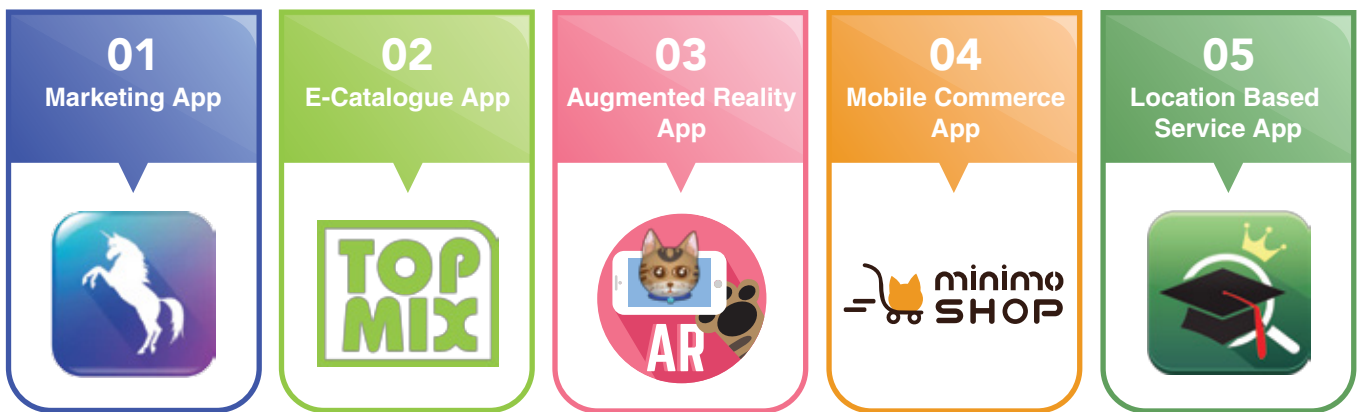 01
Marketing App
02
E-Catalogue App
TOP
MIX
03
Augmented Reality
App
AR
04
Mobile Commerce
App
minimo
SHOP
05
Location Based
Service App